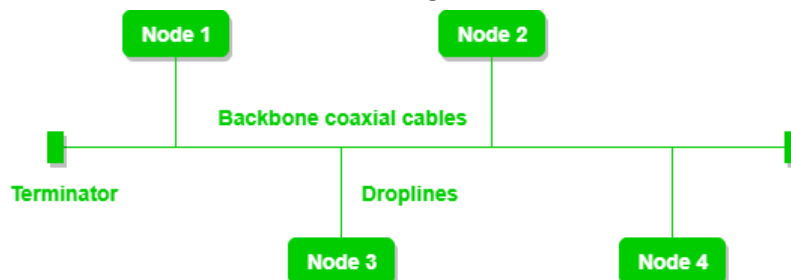 Node 1
Node 2
Backbone coaxial cables
Terminator
Droplines
Node 3
Node 4